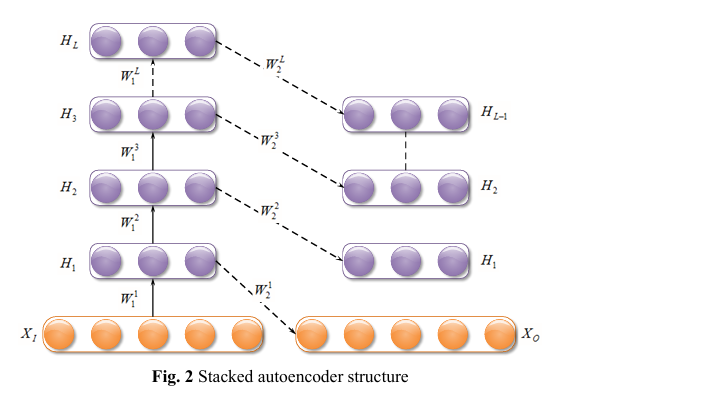 H_L
W_1^L
W_2^L
H_3
H_{L-1}
W_1^3
W_2^3
H_2
H_2
W_1^2
W_2^2
H_1
H_1
W_1^1
W_2^1
X_I
X_O
Fig. 2 Stacked autoencoder structure